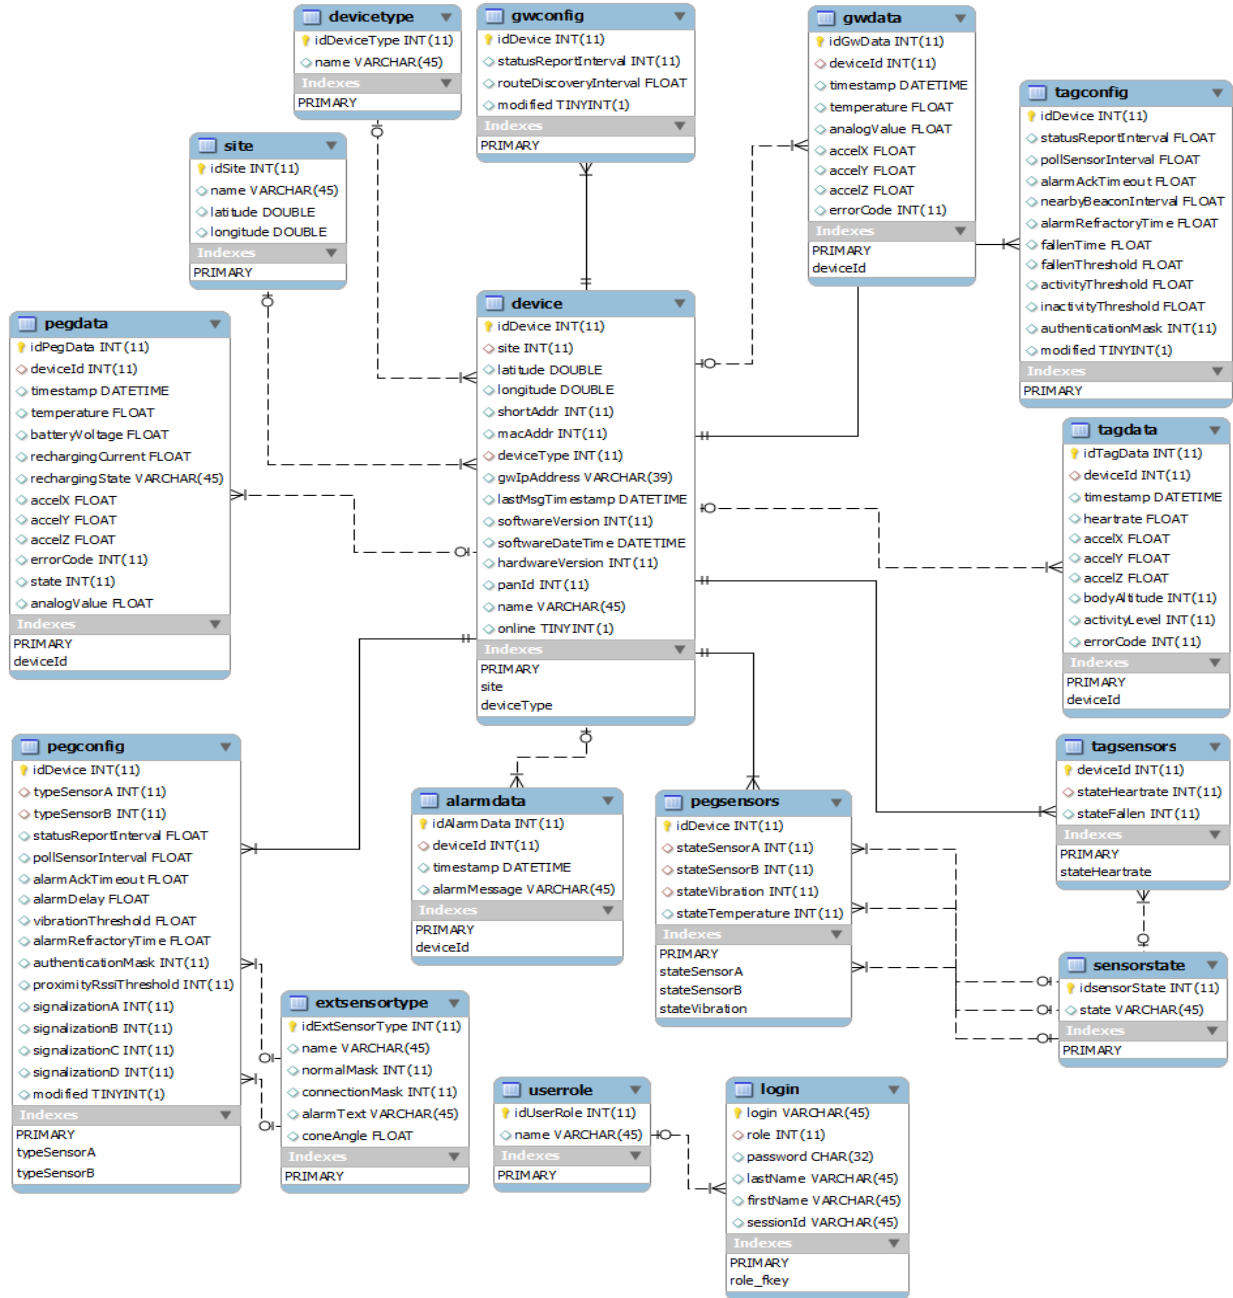 devicetype
idDeviceType INT(11)
name VARCHAR(45)
Indexes
PRIMARY
gwconfig
idDevice INT(11)
statusReportInterval INT(11)
routeDiscoveryInterval FLOAT
modified TINYINT(1)
Indexes
PRIMARY
gwdata
idGwData INT(11)
deviceId INT(11)
timestamp DATETIME
temperature FLOAT
analogValue FLOAT
accelX FLOAT
accelY FLOAT
accelZ FLOAT
errorCode INT(11)
Indexes
PRIMARY
deviceId
tagconfig
idDevice INT(11)
statusReportInterval FLOAT
pollSensorInterval FLOAT
alarmAckTimeout FLOAT
nearbyBeaconInterval FLOAT
alarmRefractoryTime FLOAT
fallenTime FLOAT
fallenThreshold FLOAT
activityThreshold FLOAT
inactivityThreshold FLOAT
authenticationMask INT(11)
modified TINYINT(1)
Indexes
PRIMARY
site
idSite INT(11)
name VARCHAR(45)
latitude DOUBLE
longitude DOUBLE
Indexes
PRIMARY
pegdata
idPegData INT(11)
deviceId INT(11)
timestamp DATETIME
temperature FLOAT
batteryVoltage FLOAT
rechargingCurrent FLOAT
rechargingState VARCHAR(45)
accelX FLOAT
accelY FLOAT
accelZ FLOAT
errorCode INT(11)
state INT(11)
analogValue FLOAT
Indexes
PRIMARY
deviceId
device
idDevice INT(11)
site INT(11)
latitude DOUBLE
longitude DOUBLE
shortAddr INT(11)
macAddr INT(11)
deviceType INT(11)
gwIpAddress VARCHAR(39)
lastMsgTimestamp DATETIME
softwareVersion INT(11)
softwareDateTime DATETIME
hardwareVersion INT(11)
panId INT(11)
name VARCHAR(45)
online TINYINT(1)
Indexes
PRIMARY
site
deviceType
tagdata
idTagData INT(11)
deviceId INT(11)
timestamp DATETIME
heartrate FLOAT
accelX FLOAT
accelY FLOAT
accelZ FLOAT
bodyAltitude INT(11)
activityLevel INT(11)
errorCode INT(11)
Indexes
PRIMARY
deviceId
pegconfig
idDevice INT(11)
typeSensorA INT(11)
typeSensorB INT(11)
statusReportInterval FLOAT
pollSensorInterval FLOAT
alarmAckTimeout FLOAT
alarmDelay FLOAT
vibrationThreshold FLOAT
alarmRefractoryTime FLOAT
authenticationMask INT(11)
proximityRssiThreshold INT(11)
signalizationA INT(11)
signalizationB INT(11)
signalizationC INT(11)
signalizationD INT(11)
modified TINYINT(1)
Indexes
PRIMARY
typeSensorA
typeSensorB
alarmdata
idAlarmData INT(11)
deviceId INT(11)
timestamp DATETIME
alarmMessage VARCHAR(45)
Indexes
PRIMARY
deviceId
pegsensors
idDevice INT(11)
stateSensorA INT(11)
stateSensorB INT(11)
stateVibration INT(11)
stateTemperature INT(11)
Indexes
PRIMARY
stateSensorA
stateSensorB
stateVibration
tagsensors
deviceId INT(11)
stateHeartrate INT(11)
stateFallen INT(11)
Indexes
PRIMARY
stateHeartrate
sensorstate
idsensorState INT(11)
state VARCHAR(45)
Indexes
PRIMARY
extsensortype
idExtSensorType INT(11)
name VARCHAR(45)
normalMask INT(11)
connectionMask INT(11)
alarmText VARCHAR(45)
coneAngle FLOAT
Indexes
PRIMARY
userrole
idUserRole INT(11)
name VARCHAR(45)
Indexes
PRIMARY
login
login VARCHAR(45)
role INT(11)
password CHAR(32)
lastName VARCHAR(45)
firstName VARCHAR(45)
sessionId VARCHAR(45)
Indexes
PRIMARY
role_fkey